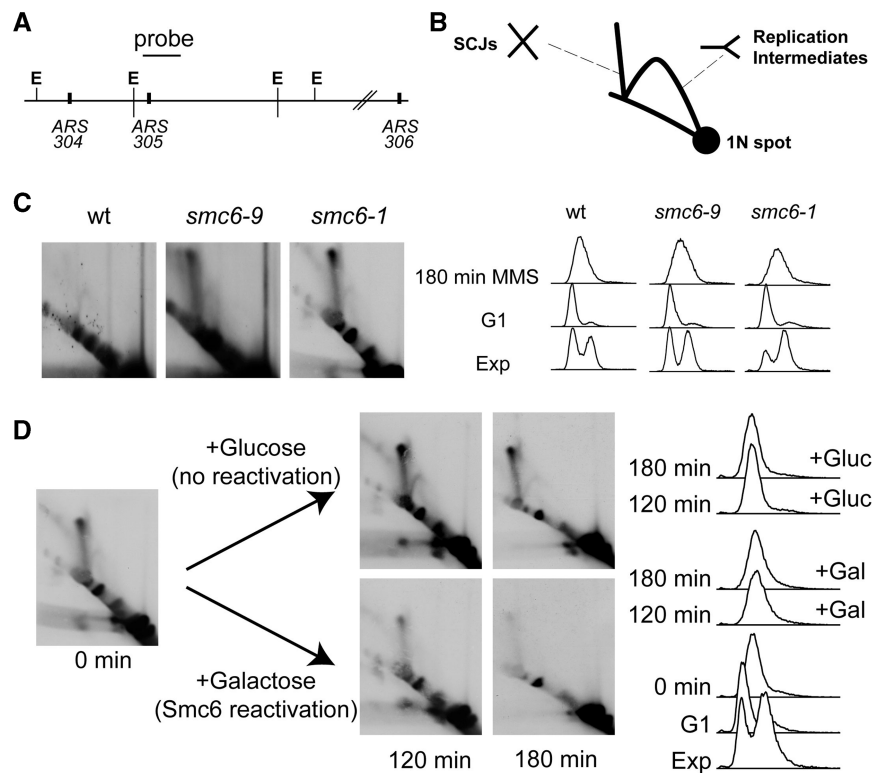 A
probe
E E E E
ARS ARS ARS
304 305 306
B
SCJs
Replication
Intermediates
1N spot
C
wt smc6-9 smc6-1
wt smc6-9 smc6-1
180 min MMS
G1
Exp
D
+Glucose
(no reactivation)
0 min
+Galactose
(Smc6 reactivation)
120 min 180 min
180 min +Gluc
120 min +Gluc
180 min +Gal
120 min +Gal
0 min
G1
Exp